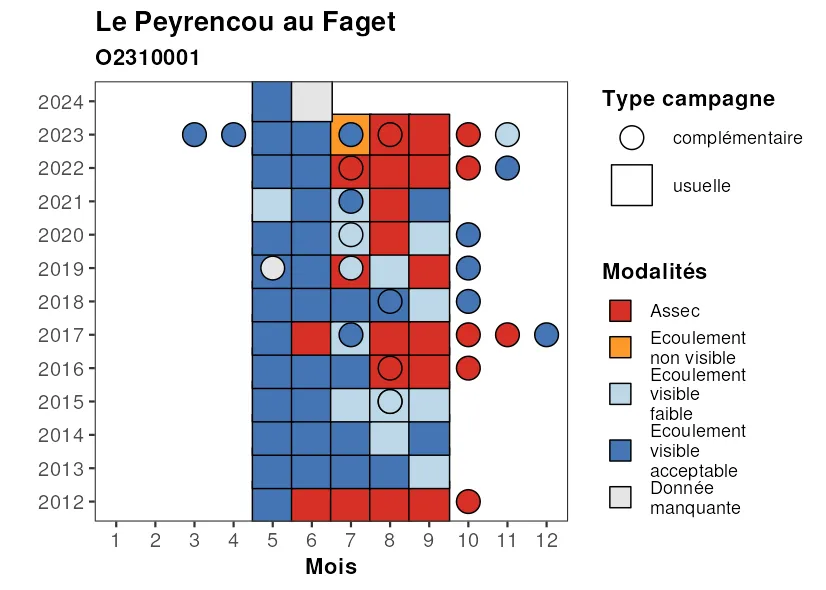 Le Peyrencou au Faget
O2310001
2024
2023
2022
2021
2020
2019
2018
2017
2016
2015
2014
2013
2012
1 2 3 4 5 6 7 8 9 10 11 12
Mois
Type campagne
complémentaire
usuelle
Modalités
Assec
Ecoulement
non visible
Ecoulement
visible
faible
Ecoulement
visible
acceptable
Donnée
manquante